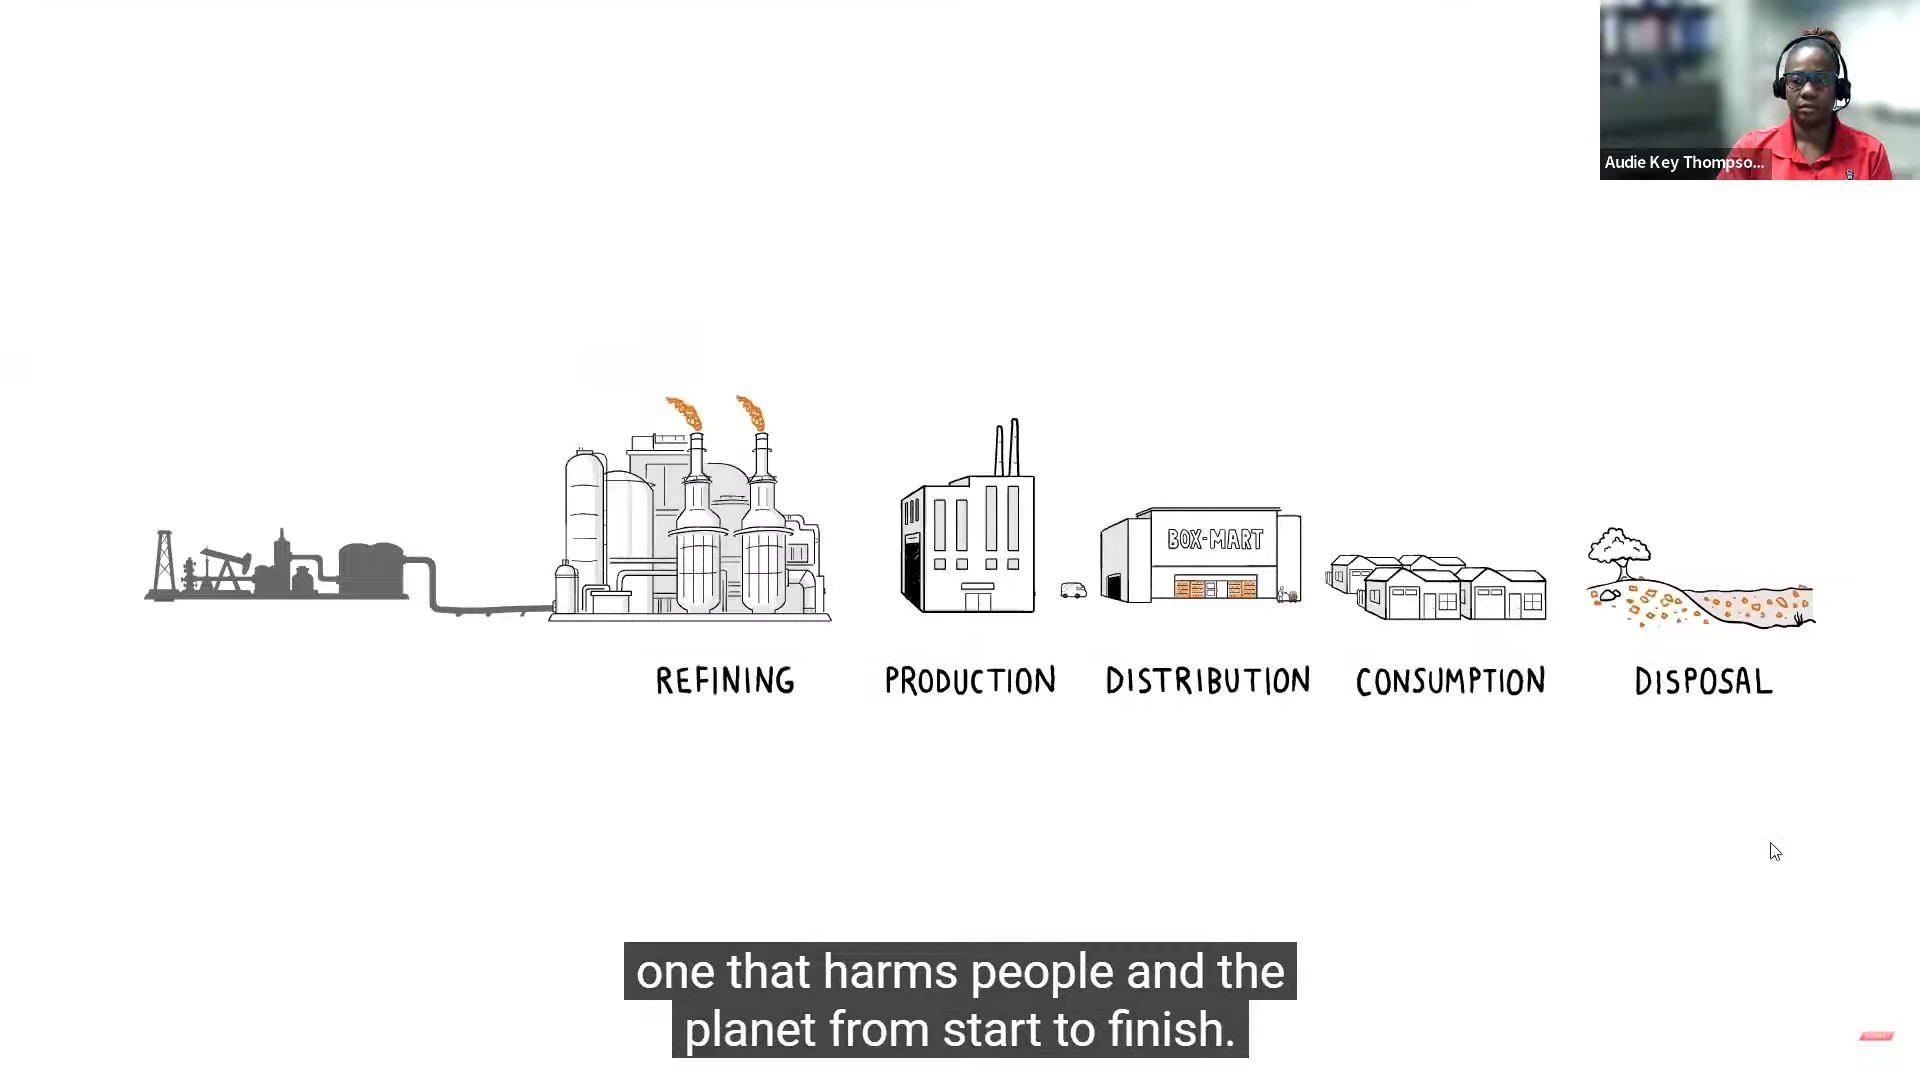 Audie Key Thompso...
BOX-MART
REFINING
PRODUCTION
DISTRIBUTION
CONSUMPTION
DISPOSAL
one that harms people and the
planet from start to finish.